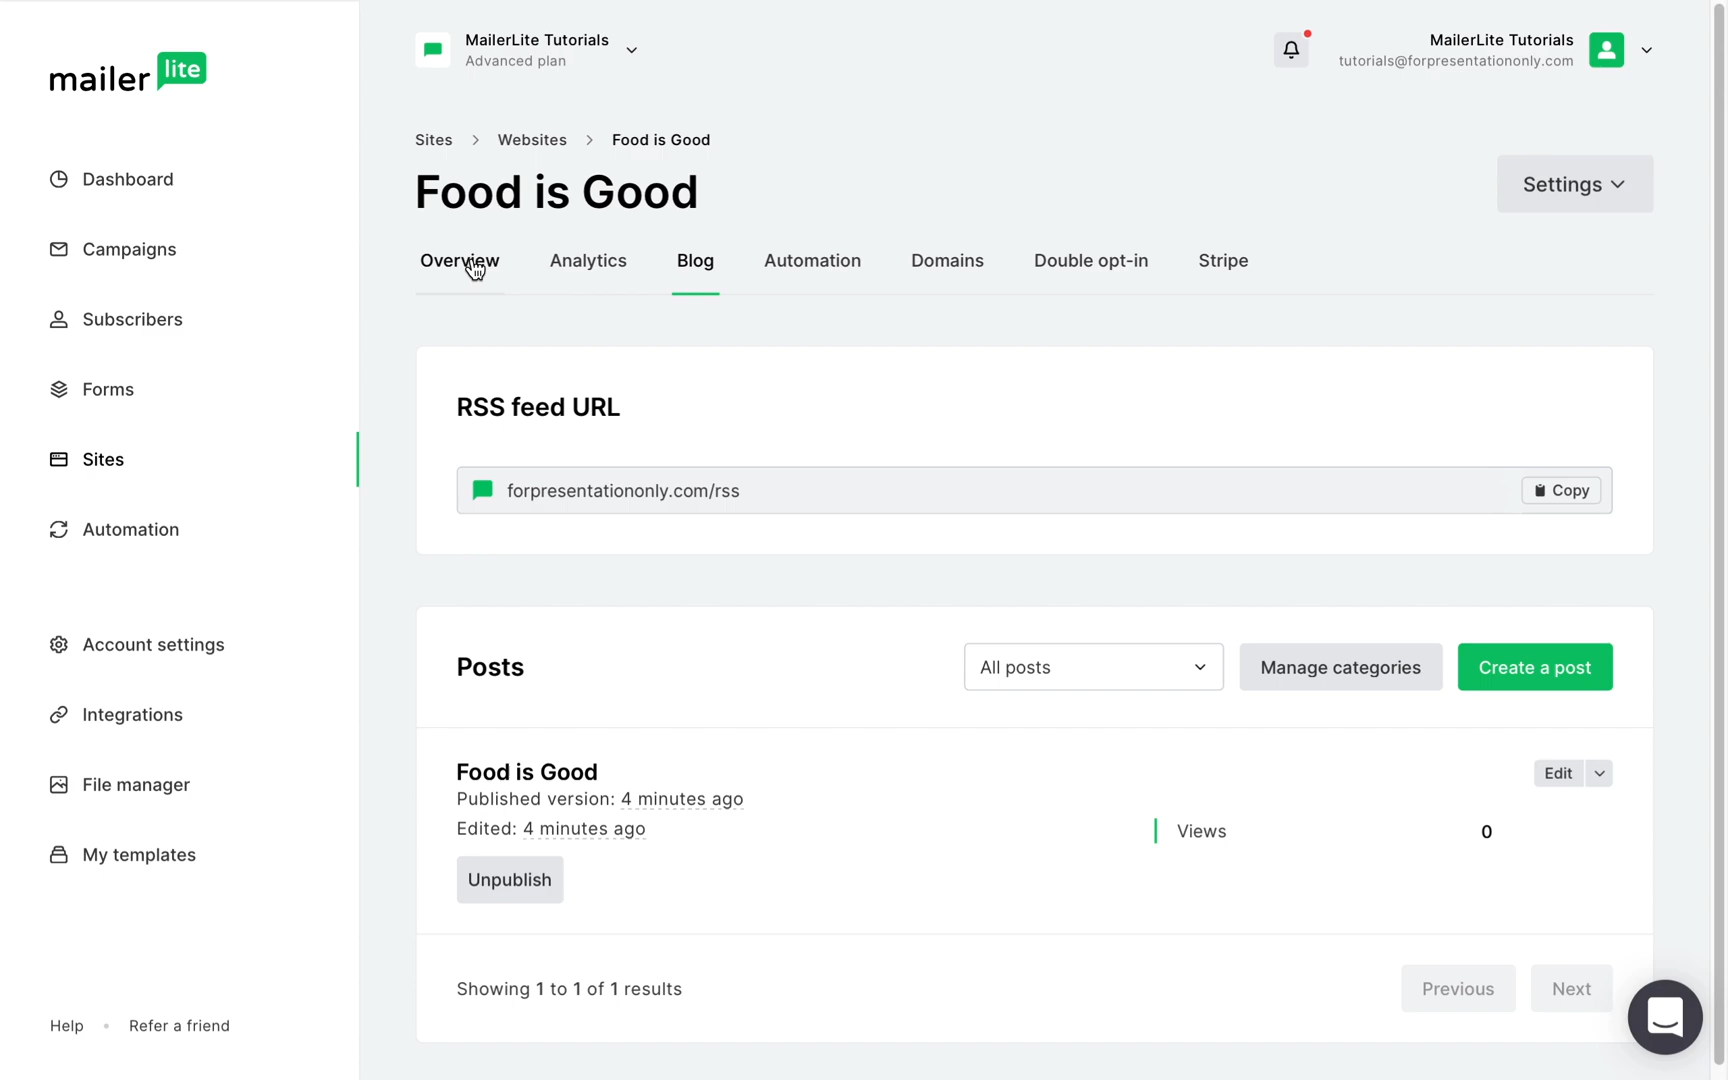 mailer lite
MailerLite Tutorials
Advanced plan
MailerLite Tutorials
tutorials@forpresentationonly.com
Dashboard
Campaigns
Subscribers
Forms
Sites
Automation
Account settings
Integrations
File manager
My templates
Help • Refer a friend
Sites > Websites > Food is Good
Food is Good
Settings
Overview Analytics Blog Automation Domains Double opt-in Stripe
RSS feed URL
forpresentationonly.com/rss Copy
Posts All posts Manage categories Create a post
Food is Good Edit
Published version: 4 minutes ago
Edited: 4 minutes ago
Views 0
Unpublish
Showing 1 to 1 of 1 results Previous Next